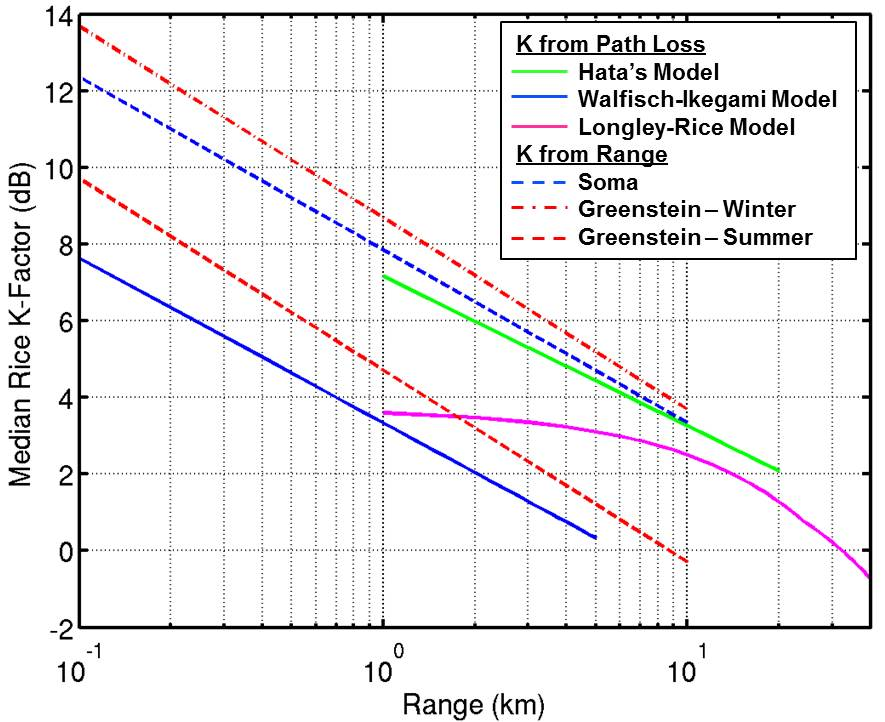 14
12
10
8
6
4
2
0
-2
Median Rice K-Factor (dB)
K from Path Loss
Hata's Model
Walfisch-Ikegami Model
Longley-Rice Model
K from Range
Soma
Greenstein – Winter
Greenstein – Summer
10-1
100
101
Range (km)